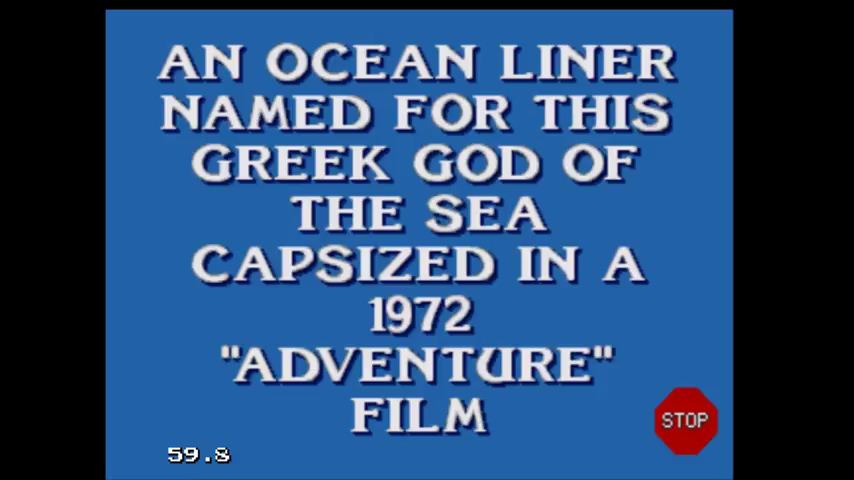 AN OCEAN LINER
NAMED FOR THIS
GREEK GOD OF
THE SEA
CAPSIZED IN A
1972
"ADVENTURE"
FILM
STOP
59.8